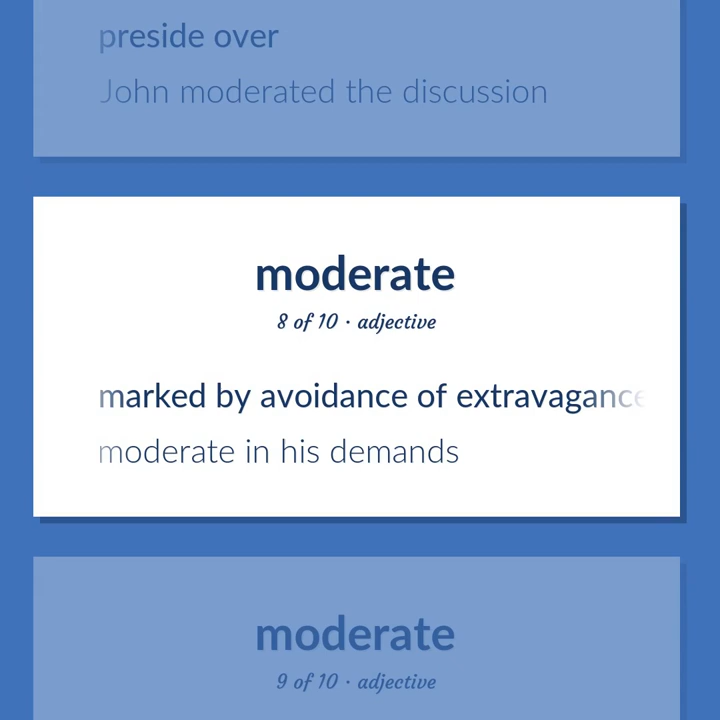 preside over
John moderated the discussion
moderate
8 of 10 · adjective
marked by avoidance of extravagance
moderate in his demands
moderate
9 of 10 · adjective